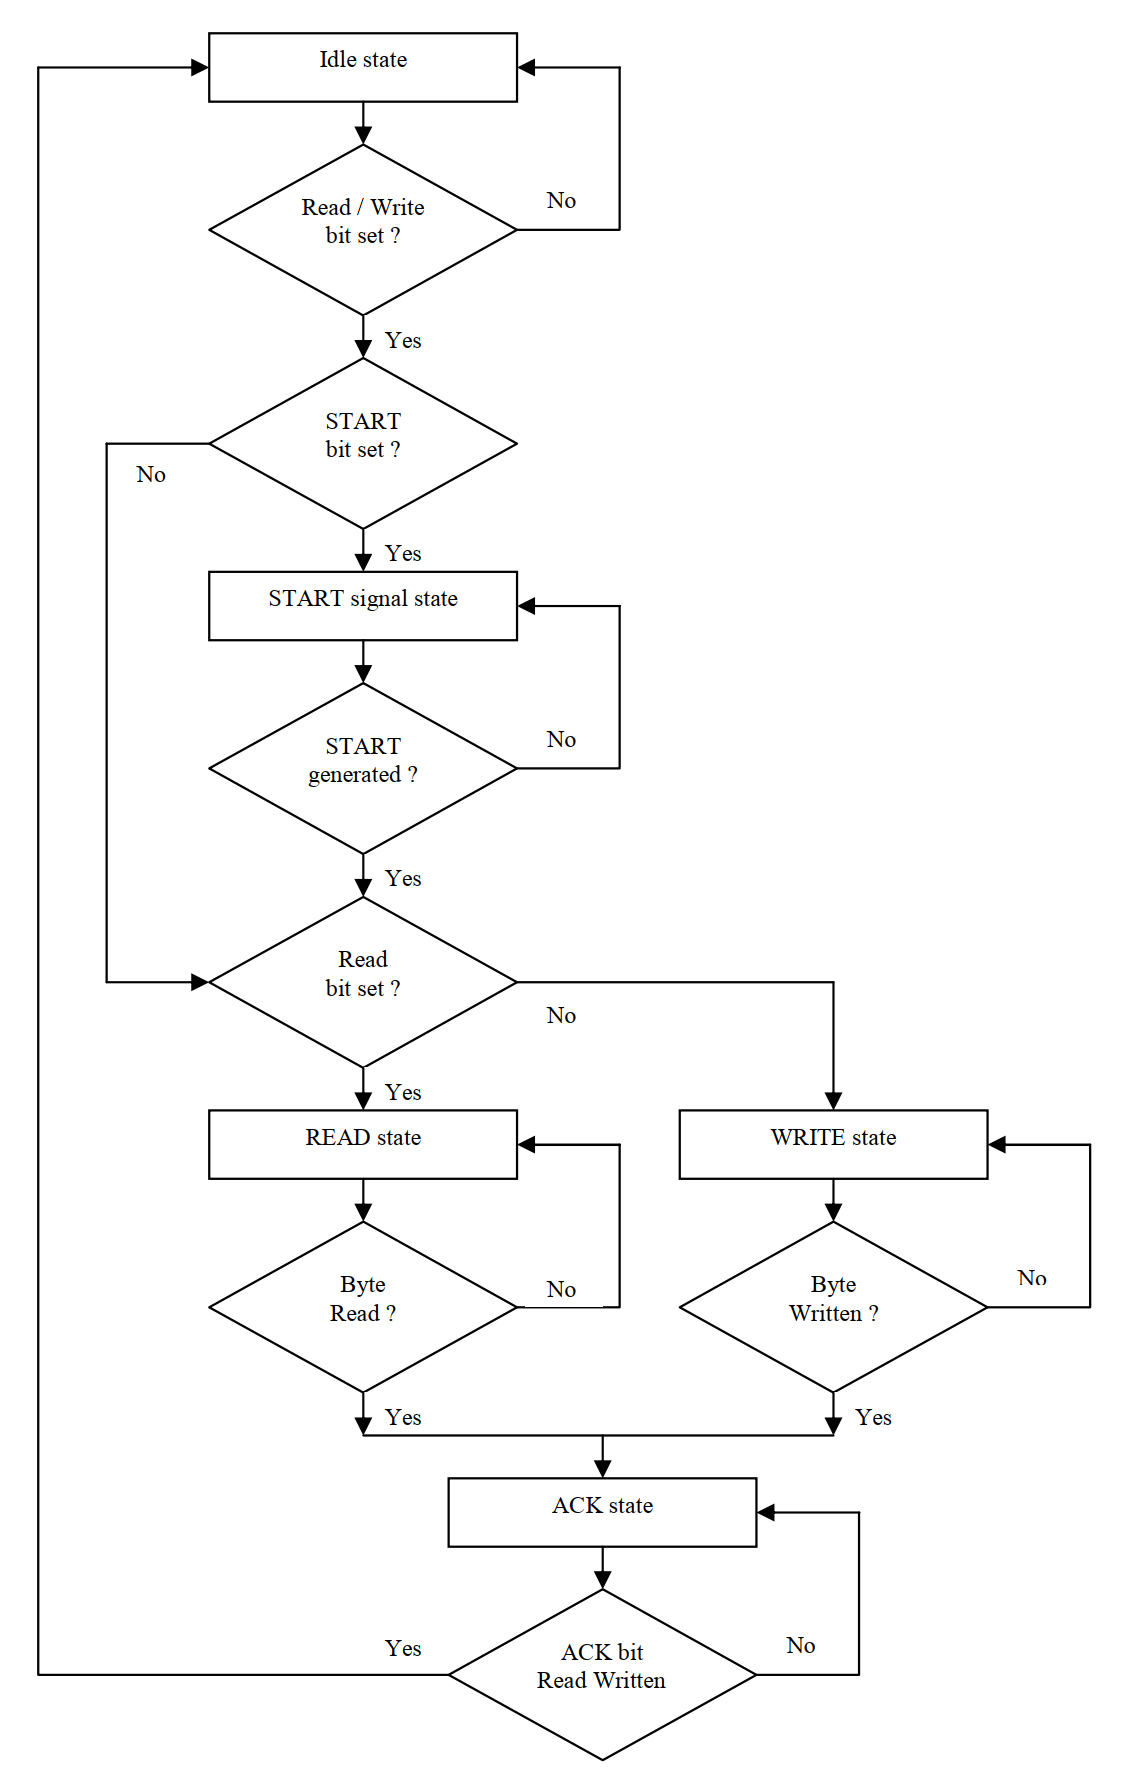 Idle state
Read / Write
bit set ?
No
Yes
START
bit set ?
No
Yes
START signal state
START
generated ?
No
Yes
Read
bit set ?
No
Yes
READ state
WRITE state
Byte
Read ?
No
Byte
Written ?
No
Yes
Yes
ACK state
Yes
ACK bit
Read Written
No